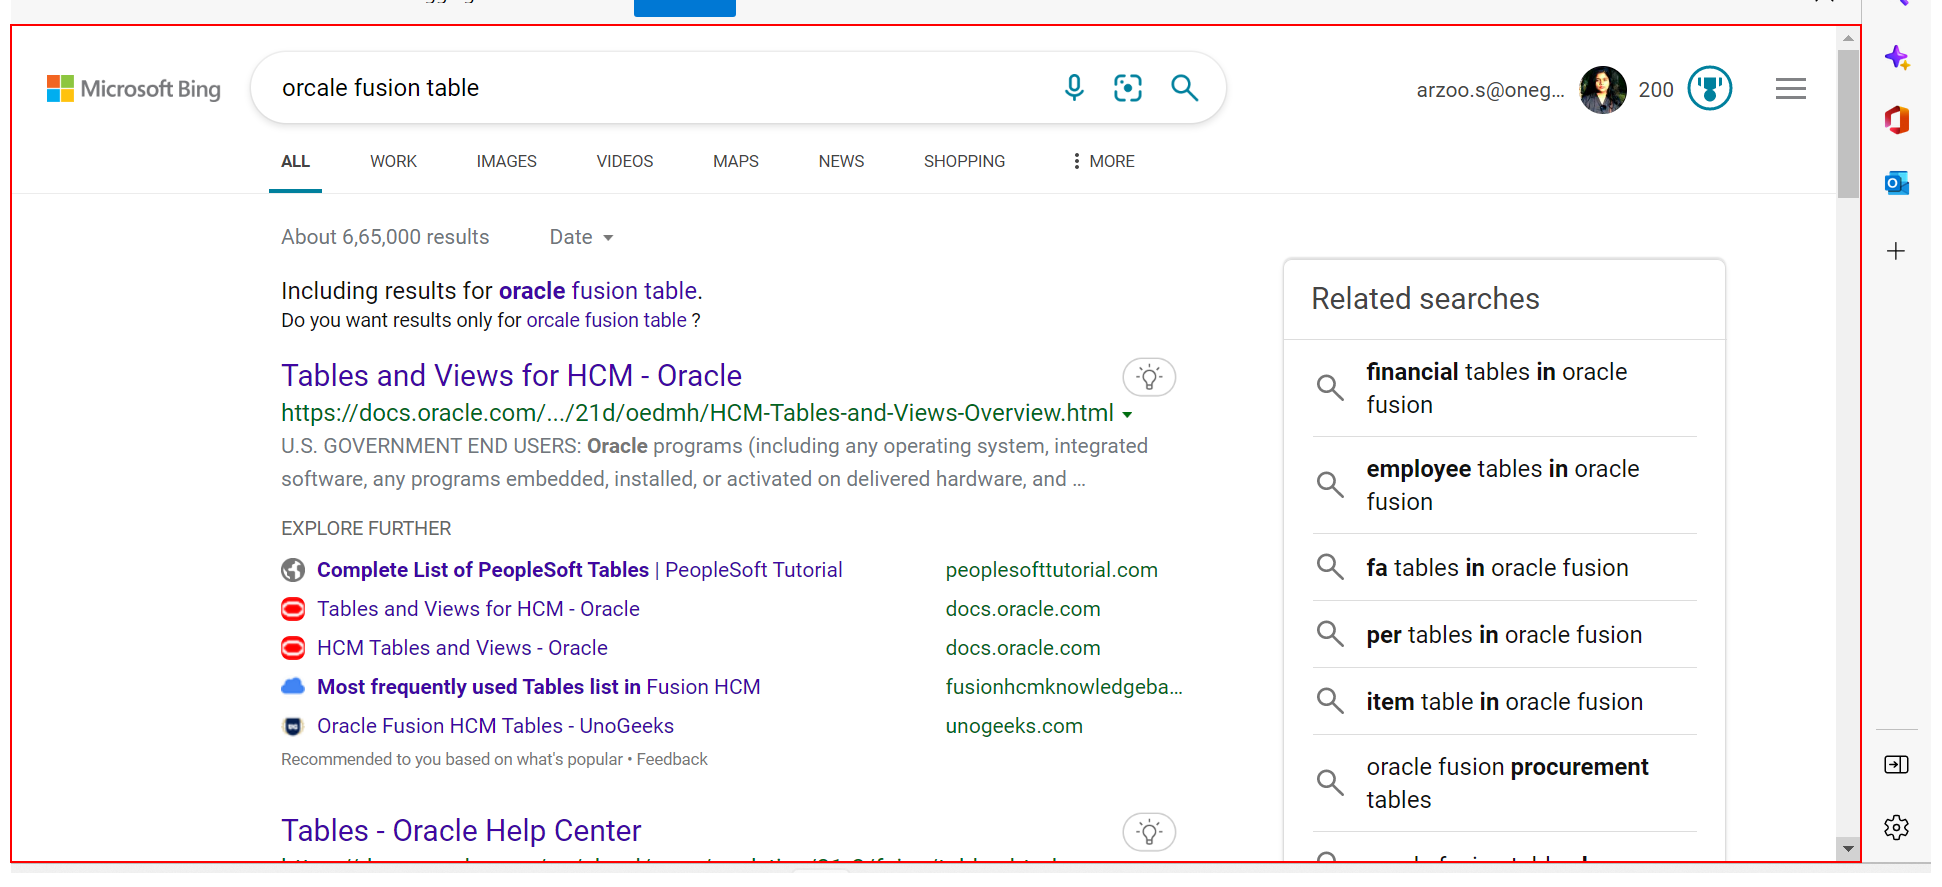 Microsoft Bing
orcale fusion table
arzoo.s@oneg...
200
ALL WORK IMAGES VIDEOS MAPS NEWS SHOPPING MORE
About 6,65,000 results Date
Including results for oracle fusion table.
Do you want results only for orcale fusion table ?
Tables and Views for HCM - Oracle
https://docs.oracle.com/.../21d/oedmh/HCM-Tables-and-Views-Overview.html
U.S. GOVERNMENT END USERS: Oracle programs (including any operating system, integrated
software, any programs embedded, installed, or activated on delivered hardware, and ...
EXPLORE FURTHER
Complete List of PeopleSoft Tables | PeopleSoft Tutorial peoplesofttutorial.com
Tables and Views for HCM - Oracle docs.oracle.com
HCM Tables and Views - Oracle docs.oracle.com
Most frequently used Tables list in Fusion HCM fusionhcmknowledgeba...
Oracle Fusion HCM Tables - UnoGeeks unogeeks.com
Recommended to you based on what's popular • Feedback
Tables - Oracle Help Center
Related searches
financial tables in oracle
fusion
employee tables in oracle
fusion
fa tables in oracle fusion
per tables in oracle fusion
item table in oracle fusion
oracle fusion procurement
tables